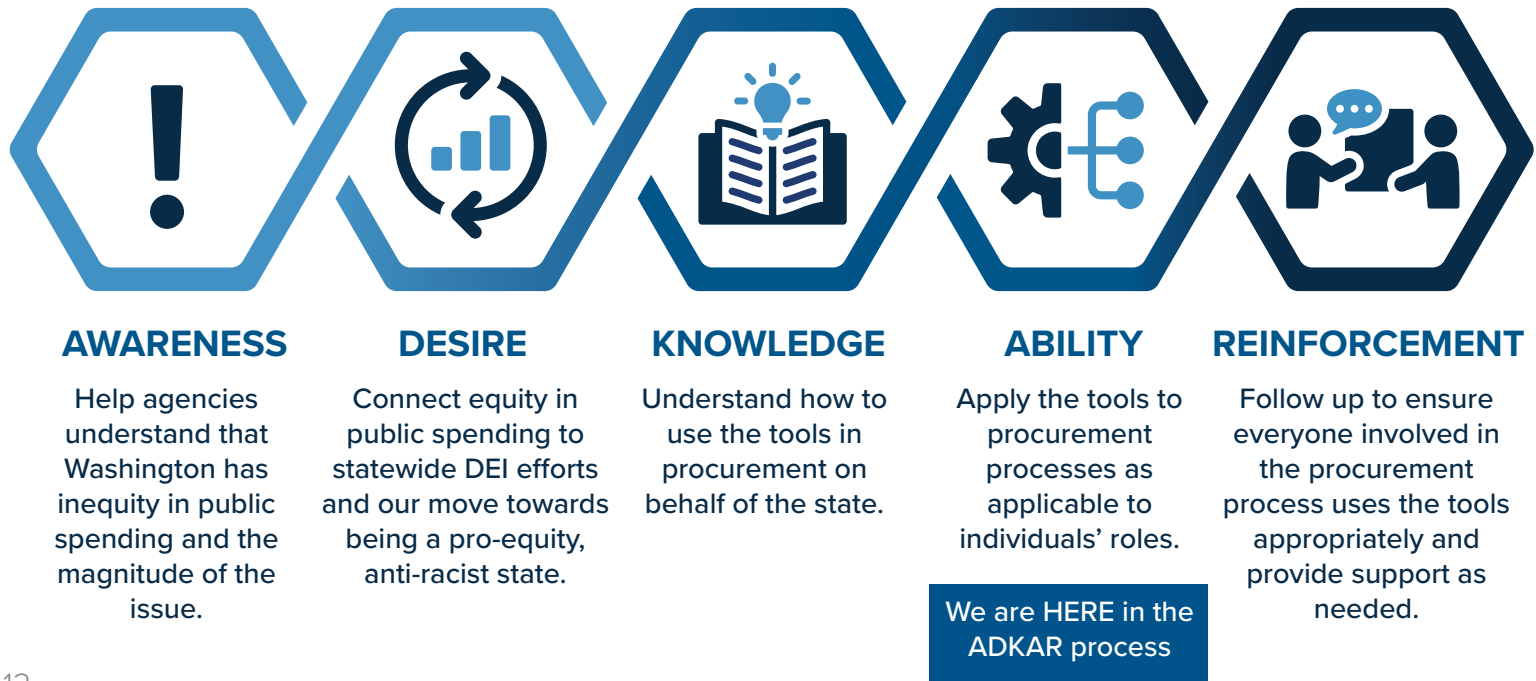 AWARENESS
Help agencies
understand that
Washington has
inequity in public
spending and the
magnitude of the
issue.
DESIRE
Connect equity in
public spending to
statewide DEI efforts
and our move towards
being a pro-equity,
anti-racist state.
KNOWLEDGE
Understand how to
use the tools in
procurement on
behalf of the state.
ABILITY
Apply the tools to
procurement
processes as
applicable to
individuals’ roles.
We are HERE in the
ADKAR process
REINFORCEMENT
Follow up to ensure
everyone involved in
the procurement
process uses the tools
appropriately and
provide support as
needed.